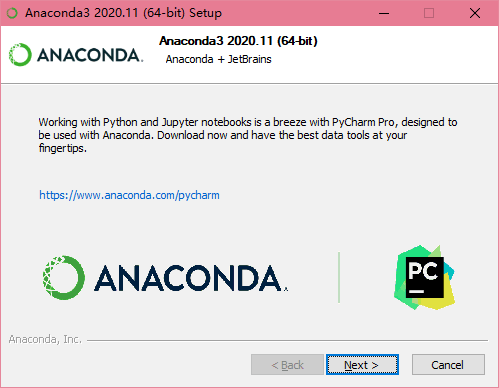 Anaconda3 2020.11 (64-bit) Setup
ANACONDA.
Anaconda3 2020.11 (64-bit)
Anaconda + JetBrains
Working with Python and Jupyter notebooks is a breeze with PyCharm Pro, designed to
be used with Anaconda. Download now and have the best data tools at your
fingertips.
https://www.anaconda.com/pycharm
ANACONDA.
PC
Anaconda, Inc.
< Back
Next >
Cancel